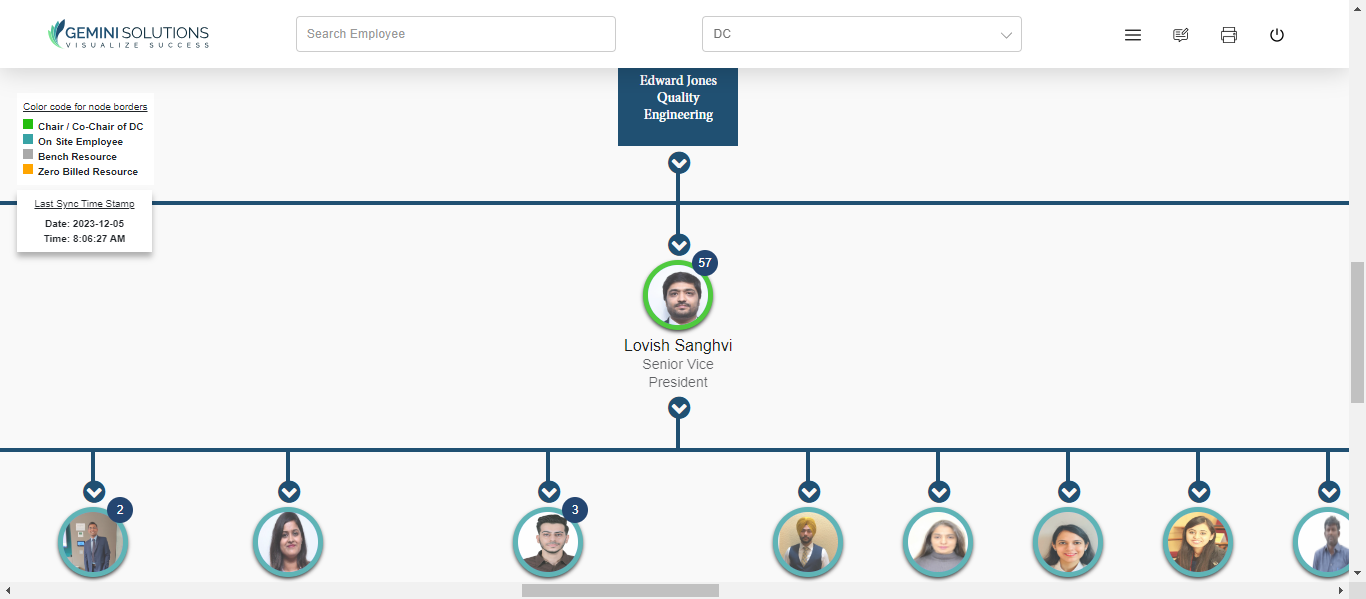 GEMINI SOLUTIONS
VISUALIZE SUCCESS
Search Employee
DC
Edward Jones
Quality
Engineering
Color code for node borders
Chair / Co-Chair of DC
On Site Employee
Bench Resource
Zero Billed Resource
Last Sync Time Stamp
Date: 2023-12-05
Time: 8:06:27 AM
57
Lovish Sanghvi
Senior Vice
President
2
3